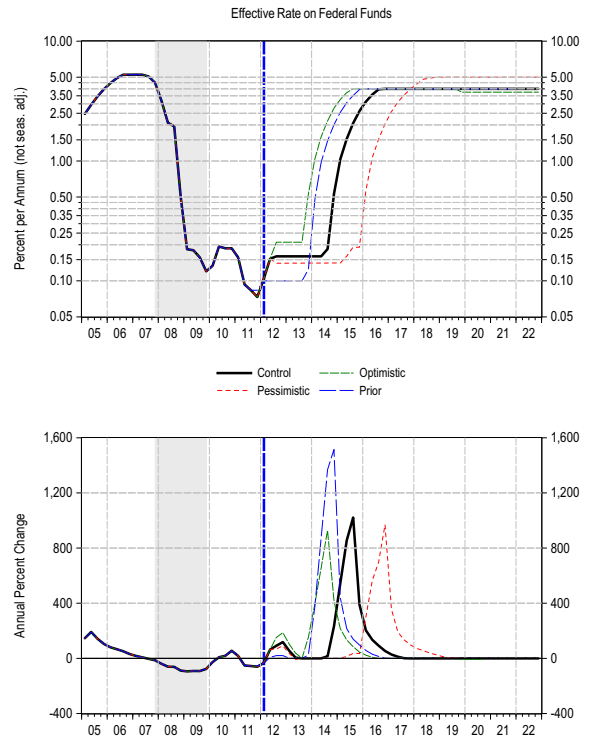 Effective Rate on Federal Funds
Percent per Annum (not seas. adj.)
10.00 10.00
5.00 5.00
3.50 3.50
2.50 2.50
1.50 1.50
1.00 1.00
0.50 0.50
0.35 0.35
0.25 0.25
0.15 0.15
0.10 0.10
0.05 0.05
05 06 07 08 09 10 11 12 13 14 15 16 17 18 19 20 21 22
Control Optimistic
Pessimistic Prior
Annual Percent Change
1,600 1,600
1,200 1,200
800 800
400 400
0 0
-400 -400
05 06 07 08 09 10 11 12 13 14 15 16 17 18 19 20 21 22